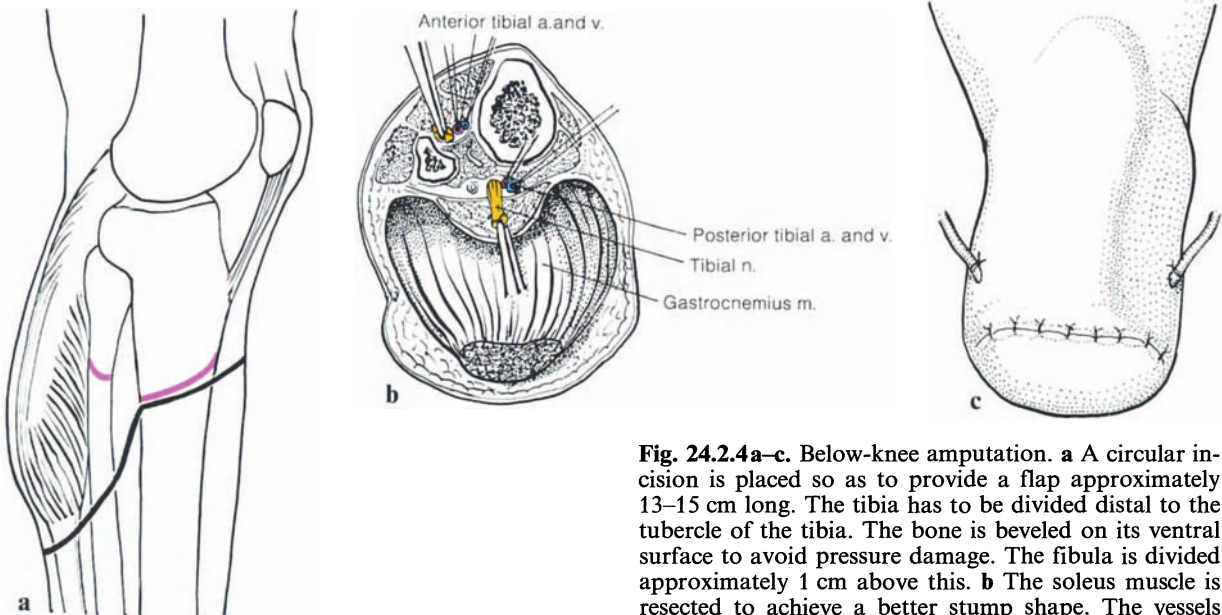 Anterior tibial a.and v.
Posterior tibial a. and v.
Tibial n.
Gastrocnemius m.
a
b
c
Fig. 24.2.4a–c. Below-knee amputation. a A circular in-
cision is placed so as to provide a flap approximately
13–15 cm long. The tibia has to be divided distal to the
tubercle of the tibia. The bone is beveled on its ventral
surface to avoid pressure damage. The fibula is divided
approximately 1 cm above this. b The soleus muscle is
resected to achieve a better stump shape. The vessels